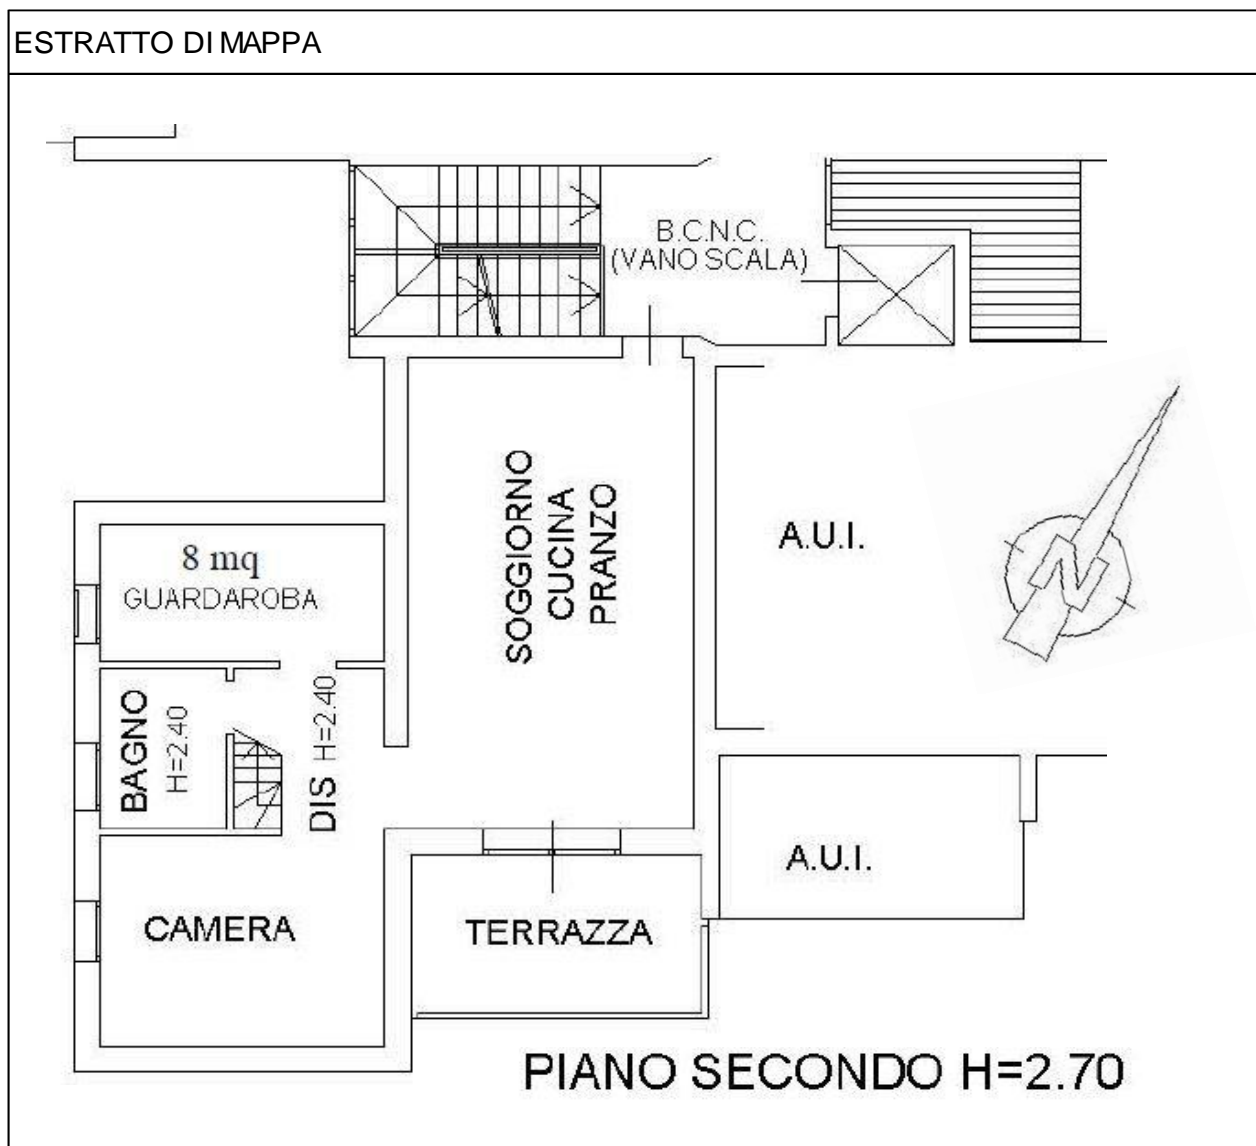 ESTRATTO DI MAPPA
B.C.N.C.
(VANO SCALA)
SOGGIORNO
CUCINA
PRANZO
A.U.I.
N
8 mq
GUARDAROBA
BAGNO
H=2.40
DIS H=2.40
A.U.I.
CAMERA
TERRAZZA
PIANO SECONDO H=2.70